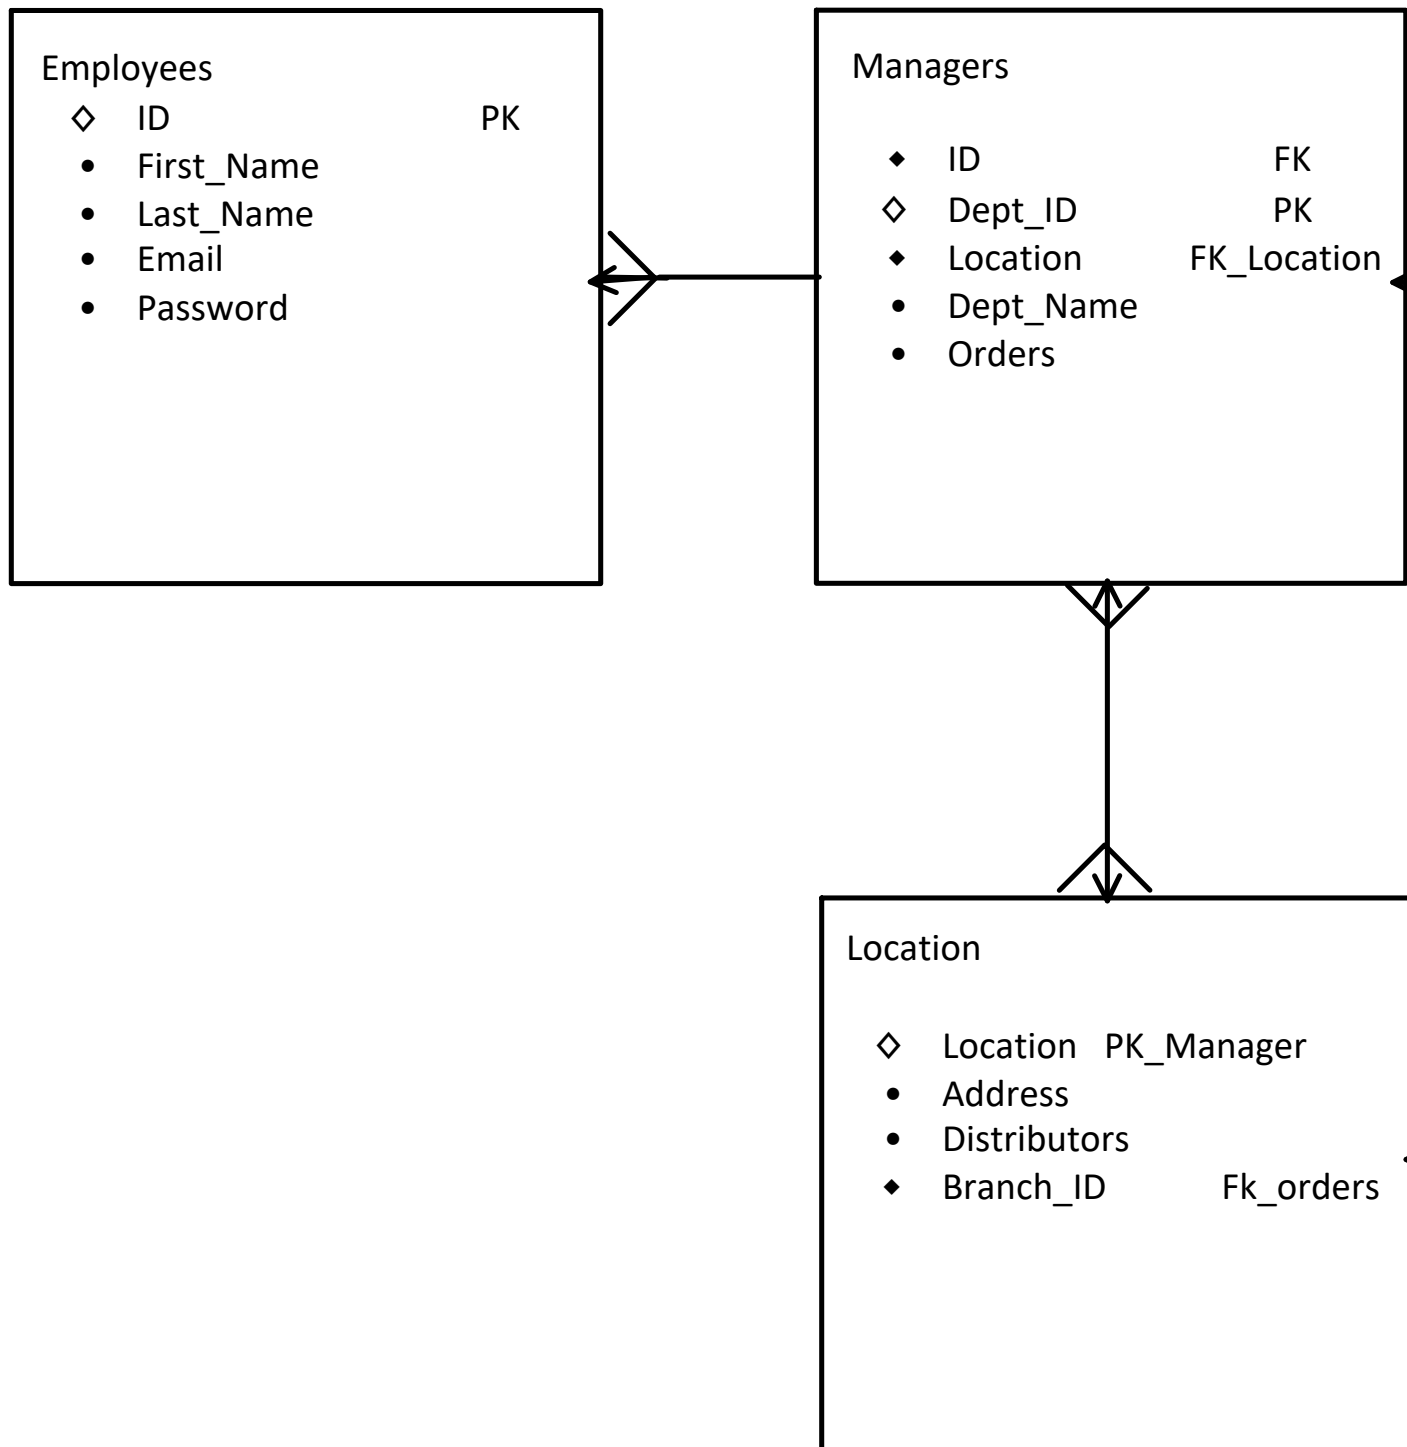 Employees
ID PK
First_Name
Last_Name
Email
Password
Managers
ID FK
Dept_ID PK
Location FK_Location
Dept_Name
Orders
Location
Location PK_Manager
Address
Distributors
Branch_ID Fk_orders